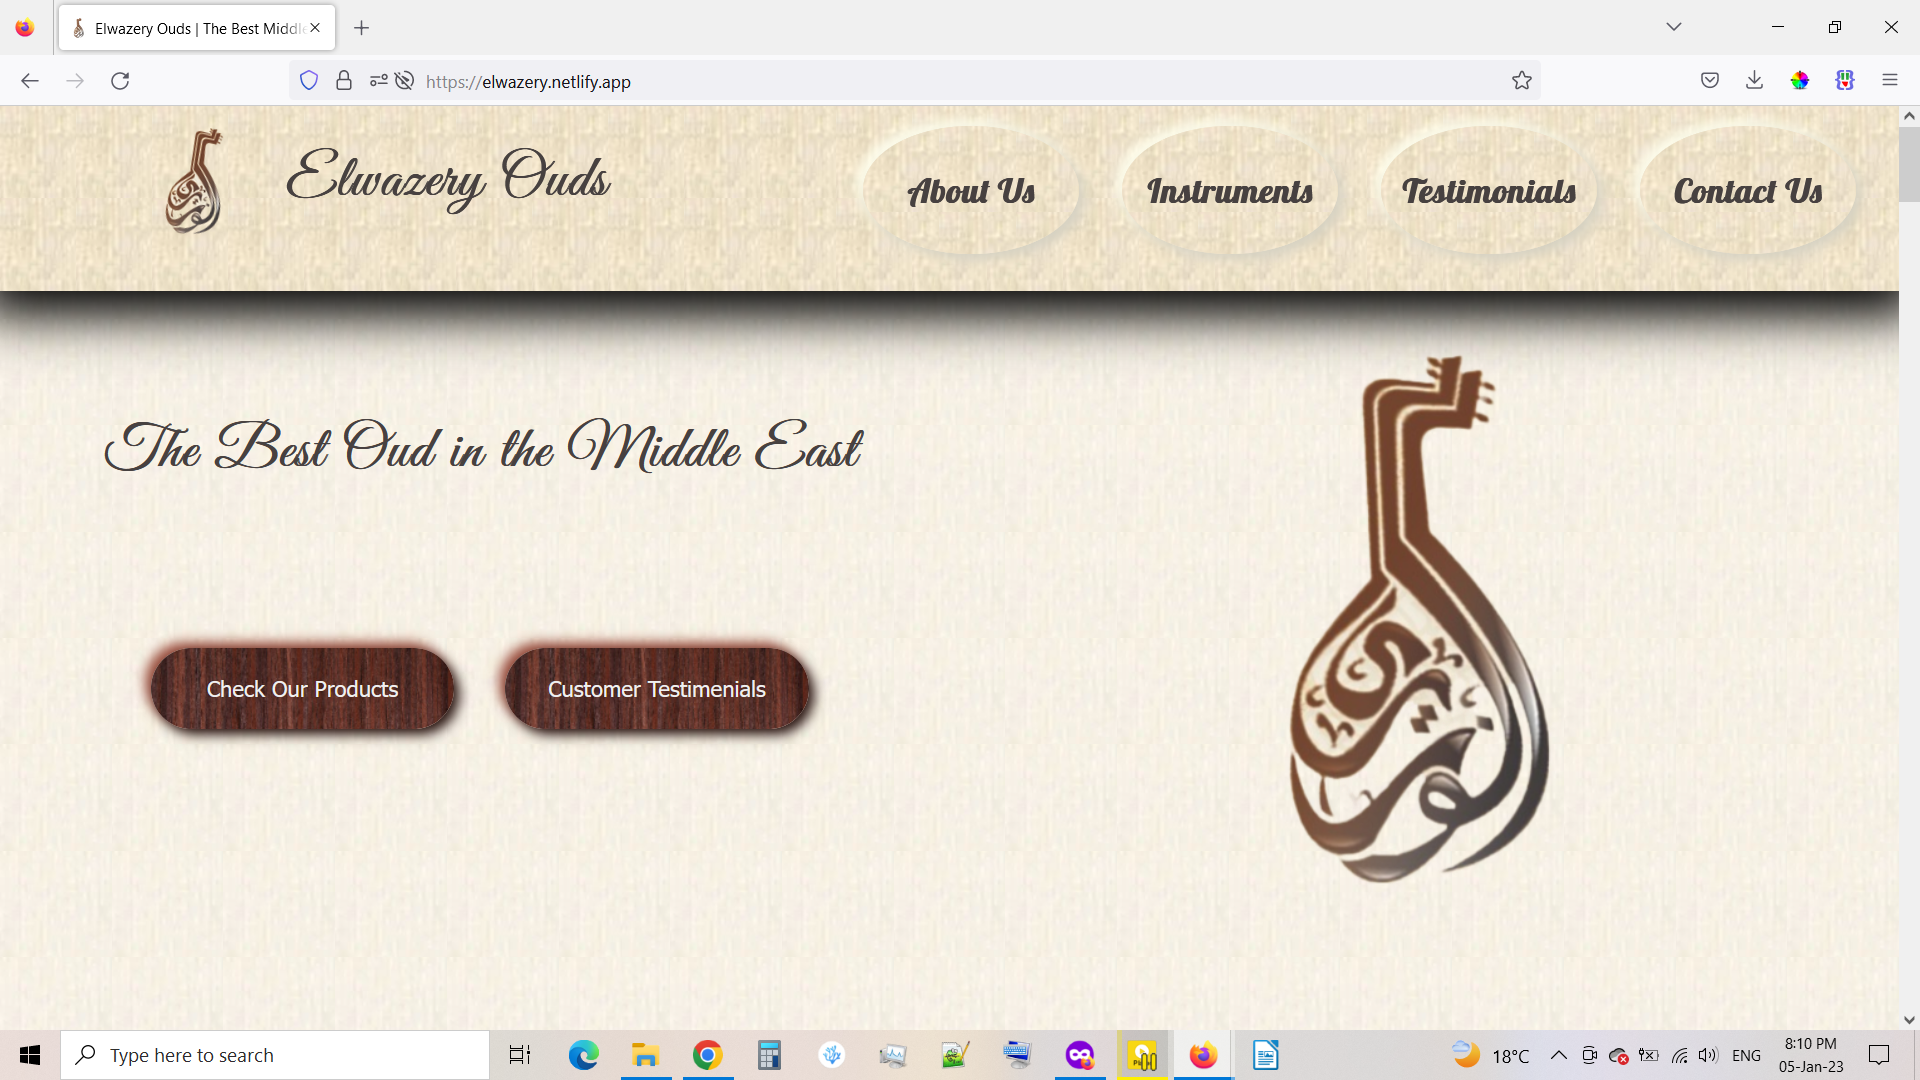 Elwazery Ouds | The Best Middle
https://elwazery.netlify.app
Elwazery Ouds
About Us
Instruments
Testimonials
Contact Us
The Best Oud in the Middle East
Check Our Products
Customer Testimenials
Type here to search
18°C
ENG
8:10 PM
05-Jan-23